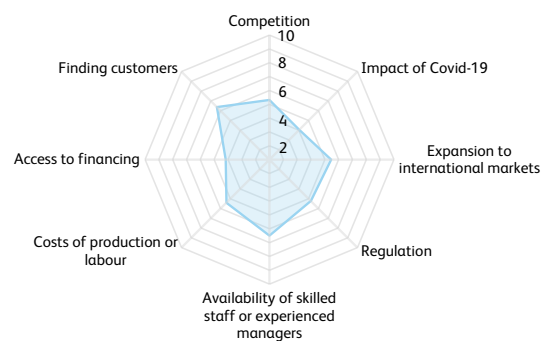 Competition
10
8
6
4
2
Finding customers
Impact of Covid-19
Access to financing
Expansion to
international markets
Costs of production or
labour
Regulation
Availability of skilled
staff or experienced
managers